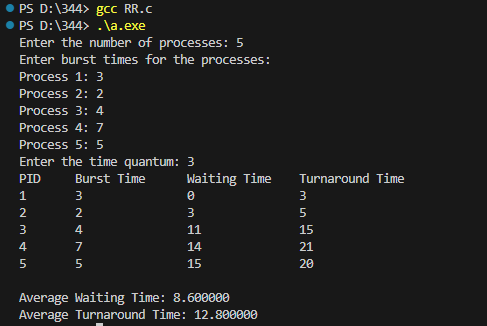 PS D:\344> gcc RR.c
PS D:\344> .\a.exe
Enter the number of processes: 5
Enter burst times for the processes:
Process 1: 3
Process 2: 2
Process 3: 4
Process 4: 7
Process 5: 5
Enter the time quantum: 3
PID Burst Time Waiting Time Turnaround Time
1 3 0 3
2 2 3 5
3 4 11 15
4 7 14 21
5 5 15 20
Average Waiting Time: 8.600000
Average Turnaround Time: 12.800000